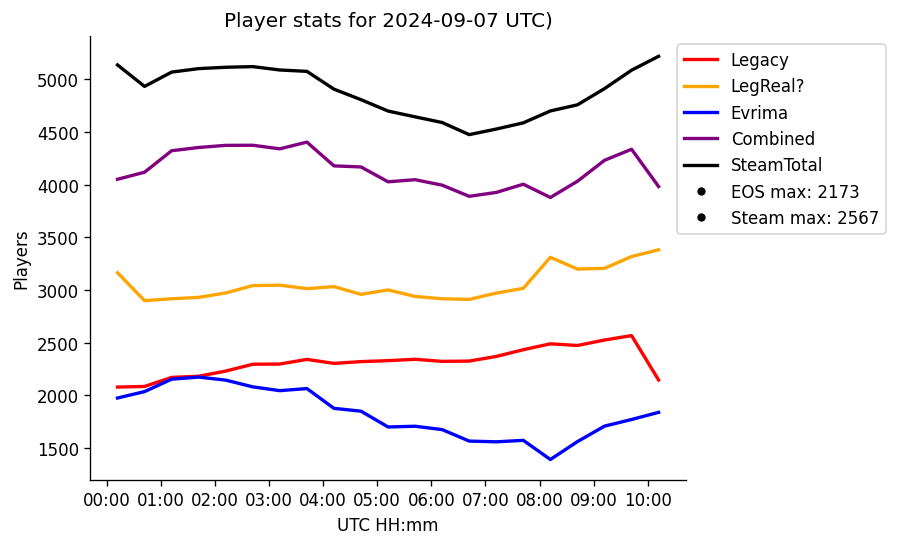 Player stats for 2024-09-07 UTC)
Legacy
LegReal?
Evrima
Combined
SteamTotal
EOS max: 2173
Steam max: 2567
Players
5000
4500
4000
3500
3000
2500
2000
1500
00:00 01:00 02:00 03:00 04:00 05:00 06:00 07:00 08:00 09:00 10:00
UTC HH:mm